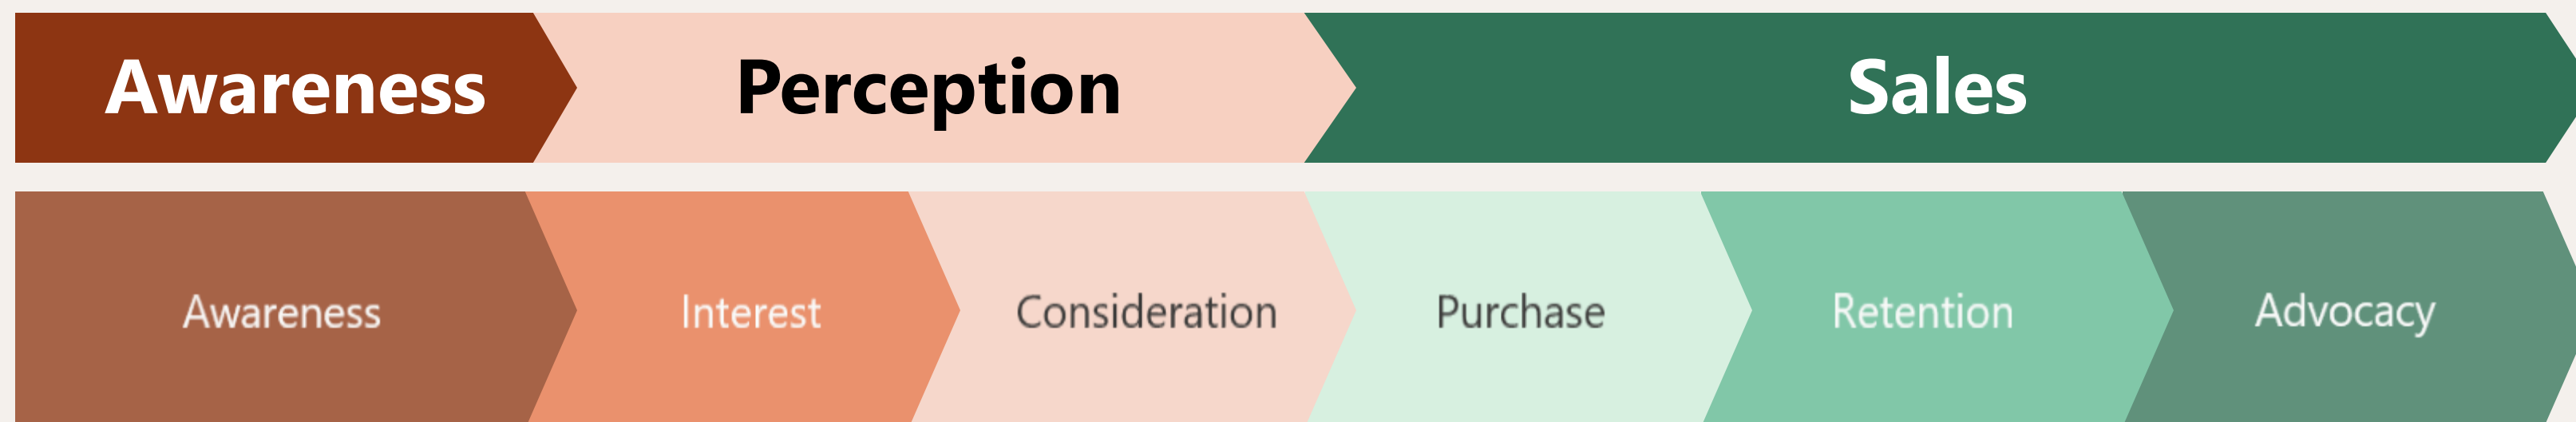 Awareness Perception Sales
Awareness Interest Consideration Purchase Retention Advocacy